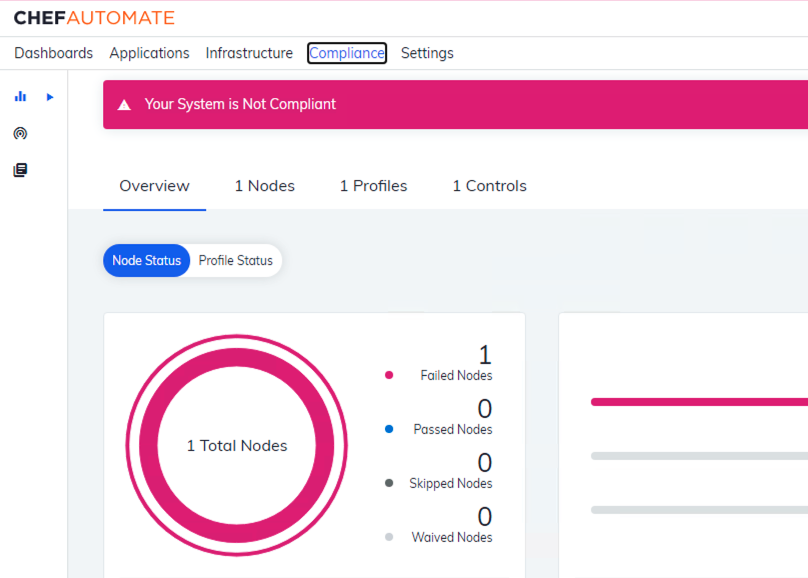 CHEFAUTOMATE
Dashboards Applications Infrastructure Compliance Settings
Your System is Not Compliant
Overview 1 Nodes 1 Profiles 1 Controls
Node Status Profile Status
1 Total Nodes
1
Failed Nodes
0
Passed Nodes
0
Skipped Nodes
0
Waived Nodes